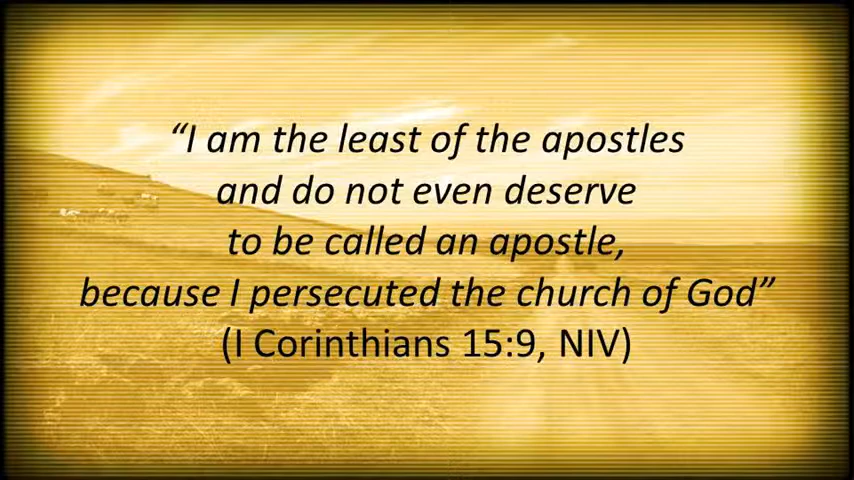 “I am the least of the apostles
and do not even deserve
to be called an apostle,
because I persecuted the church of God”
(I Corinthians 15:9, NIV)